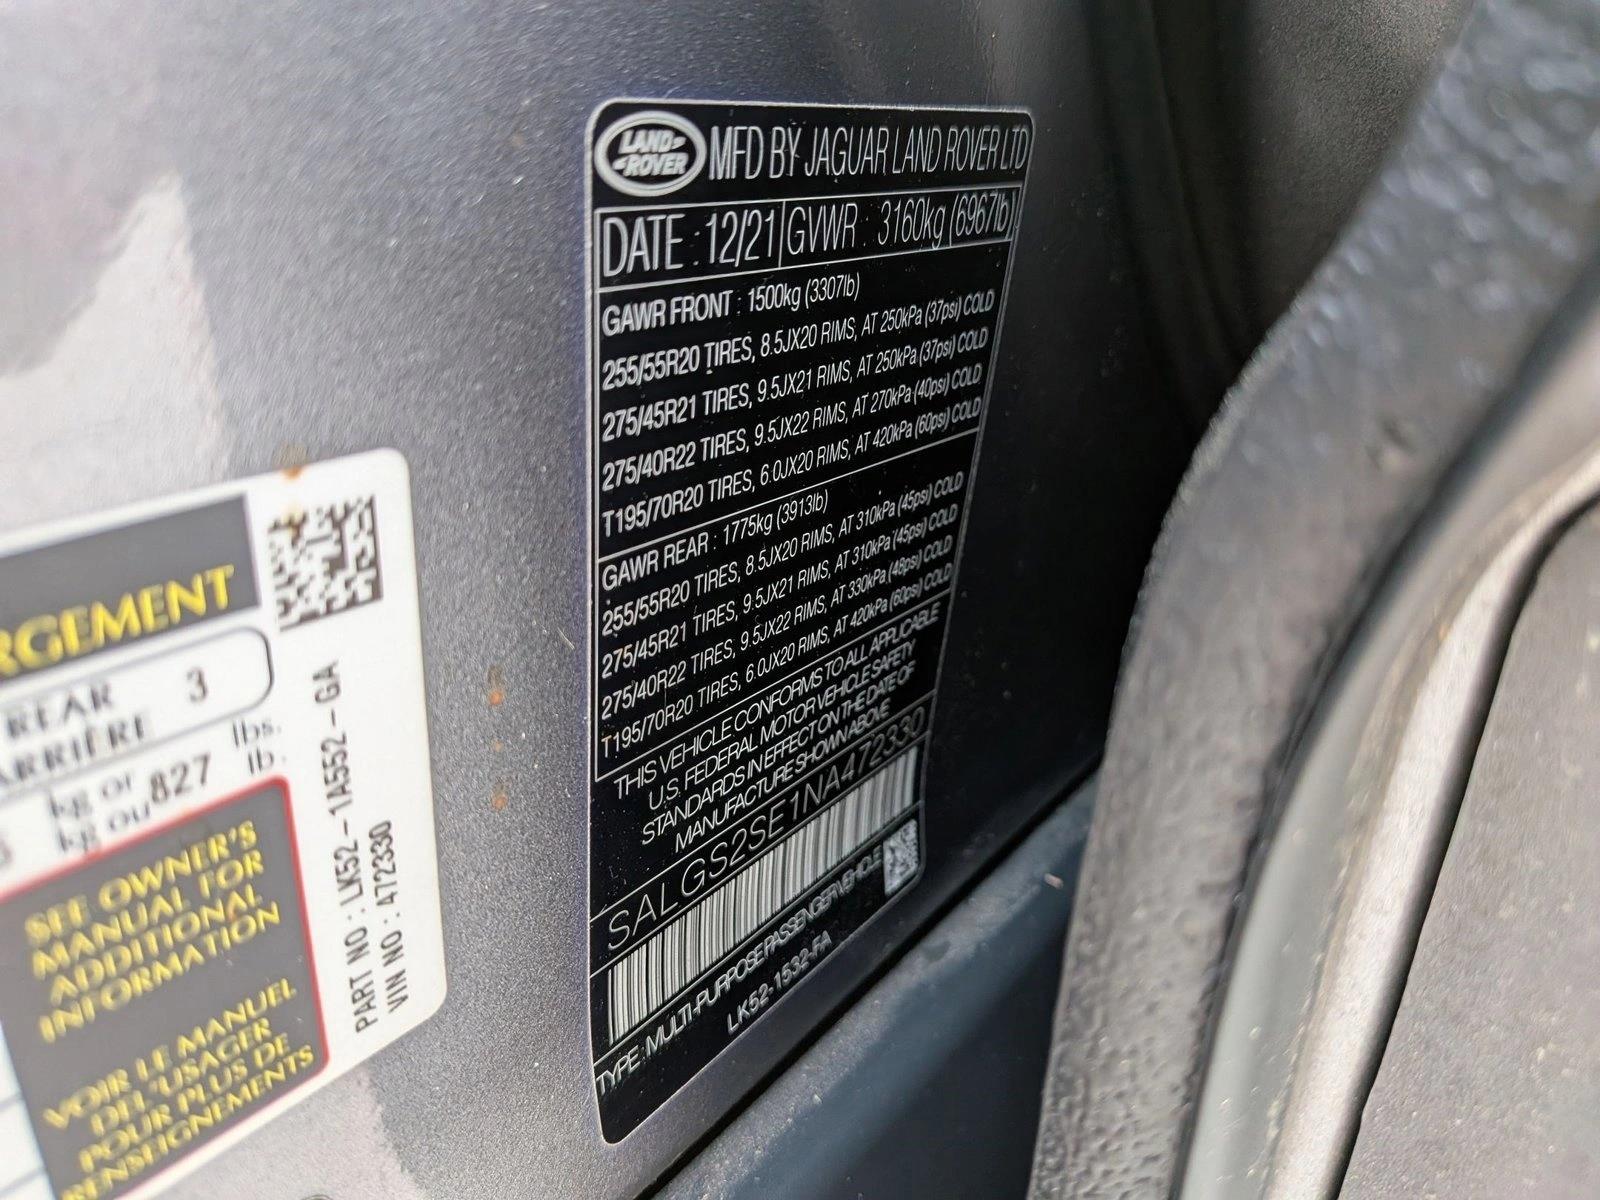 LAND
ROVER
MFD BY JAGUAR LAND ROVER LTD
DATE : 12/21 GVWR : 3160kg (6967lb)
GAWR FRONT : 1500kg (3307lb)
255/55R20 TIRES, 8.5JX20 RIMS, AT 250kPa (37psi) COLD
275/45R21 TIRES, 9.5JX21 RIMS, AT 250kPa (37psi) COLD
275/40R22 TIRES, 9.5JX22 RIMS, AT 270kPa (40psi) COLD
T195/70R20 TIRES, 6.0JX20 RIMS, AT 420kPa (60psi) COLD
GAWR REAR : 1775kg (3913lb)
255/55R20 TIRES, 8.5JX20 RIMS, AT 310kPa (45psi) COLD
275/45R21 TIRES, 9.5JX21 RIMS, AT 310kPa (45psi) COLD
275/40R22 TIRES, 9.5JX22 RIMS, AT 330kPa (48psi) COLD
T195/70R20 TIRES, 6.0JX20 RIMS, AT 420kPa (60psi) COLD
THIS VEHICLE CONFORMS TO ALL APPLICABLE
U.S. FEDERAL MOTOR VEHICLE SAFETY
STANDARDS IN EFFECT ON THE DATE OF
MANUFACTURE SHOWN ABOVE
SALGS2SE1NA472330
TYPE : MULTI-PURPOSE PASSENGER VEHICLE
LK52-1532-FA
RGEMENT
REAR 3
ARRIÈRE
kg or 827 lbs.
kg ou lb.
SEE OWNER'S
MANUAL FOR
ADDITIONAL
INFORMATION
VOIR LE MANUEL
DE L'USAGER
POUR PLUS DE
RENSEIGNEMENTS
PART NO : LK52-1A552-GA
VIN NO : 472330